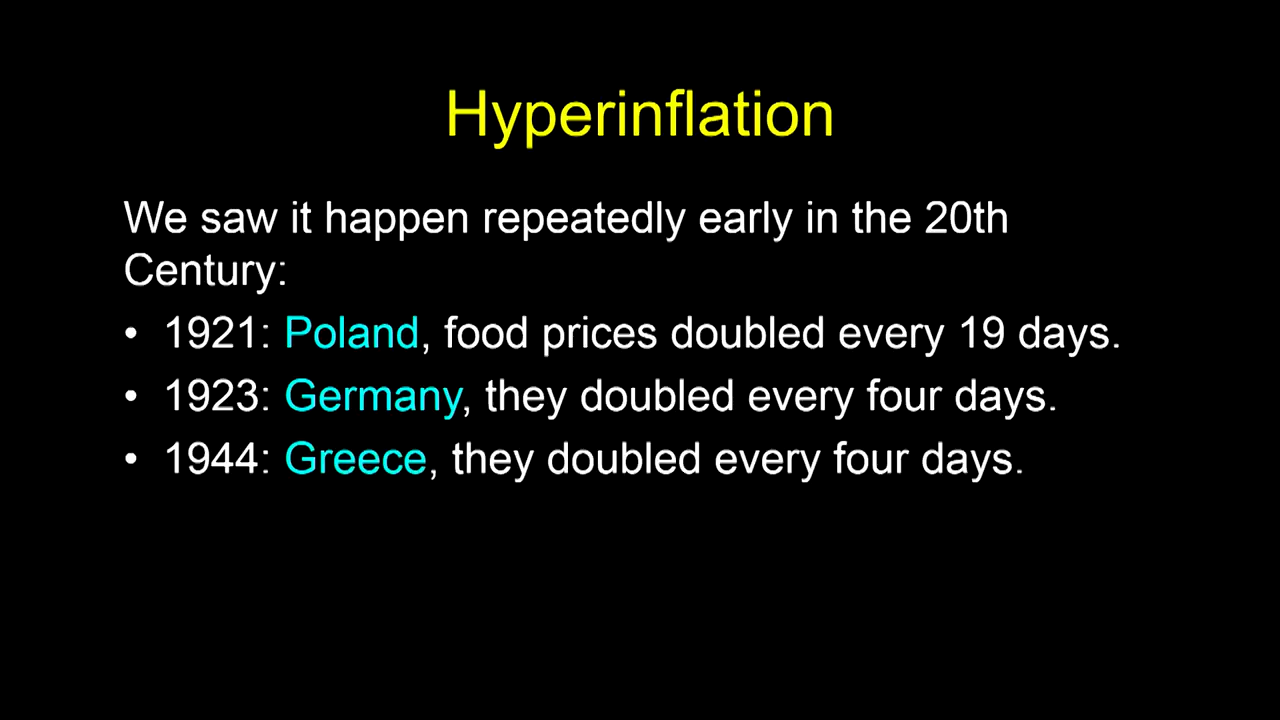 Hyperinflation
We saw it happen repeatedly early in the 20th
Century:
• 1921: Poland, food prices doubled every 19 days.
• 1923: Germany, they doubled every four days.
• 1944: Greece, they doubled every four days.